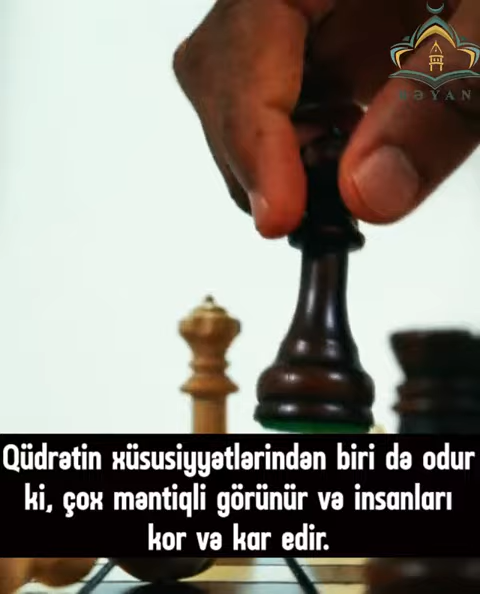 BƏYAN
Qüdrətin xüsusiyyətlərindən biri də odur
ki, çox məntiqli görünür və insanları
kor və kar edir.